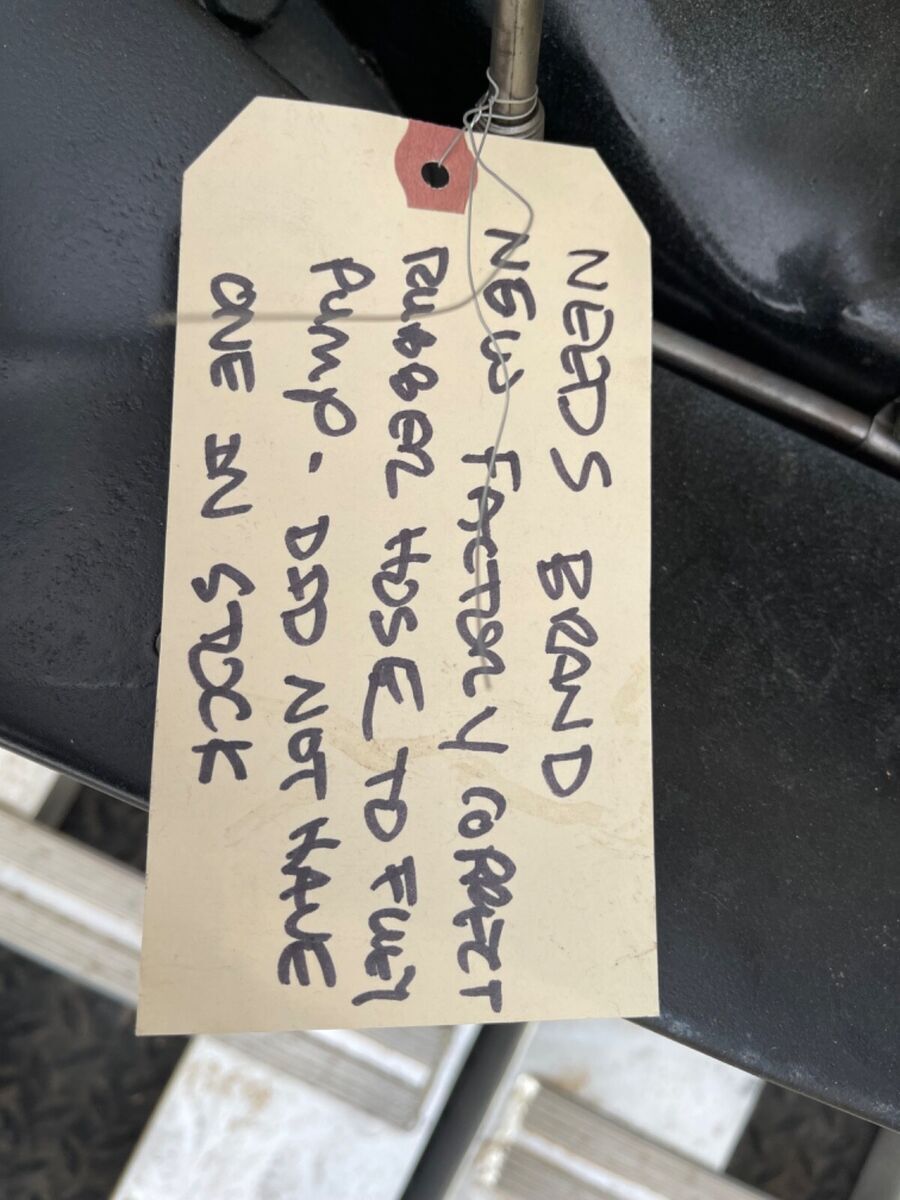 NEEDS BRAND
NEW FACTORY CORRECT
RUBBER HOSE TO FUEL
PUMP. DID NOT HAVE
ONE IN STOCK